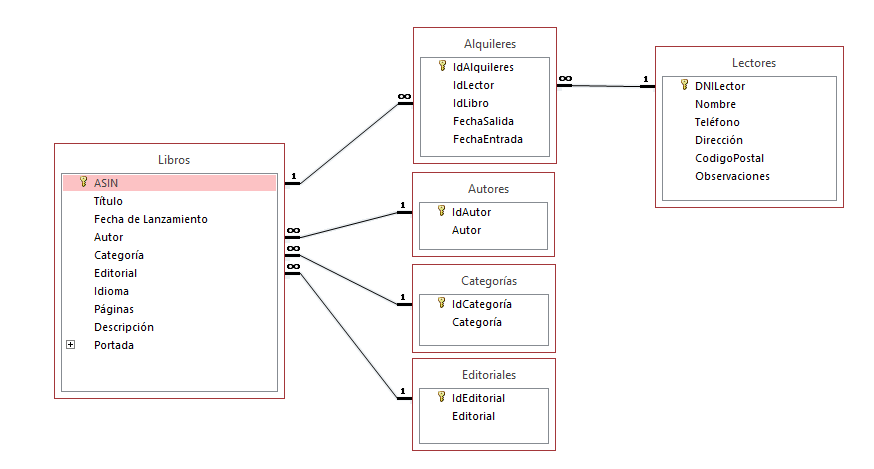 Alquileres
IdAlquileres
IdLector
IdLibro
FechaSalida
FechaEntrada
∞
1
∞
1
Lectores
DNILector
Nombre
Teléfono
Dirección
CodigoPostal
Observaciones
Libros
ASIN
Título
Fecha de Lanzamiento
Autor
Categoría
Editorial
Idioma
Páginas
Descripción
Portada
∞
∞
∞
1
Autores
IdAutor
Autor
1
Categorías
IdCategoría
Categoría
1
Editoriales
IdEditorial
Editorial